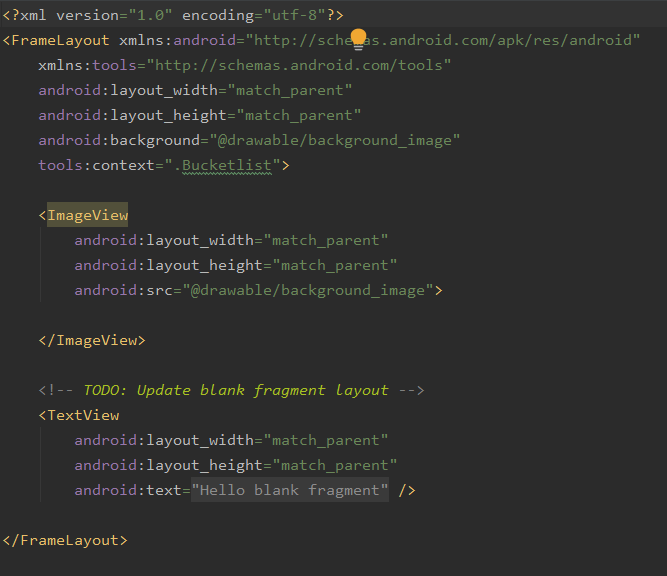 <?xml version="1.0" encoding="utf-8"?>
<FrameLayout xmlns:android="http://schemas.android.com/apk/res/android"
    xmlns:tools="http://schemas.android.com/tools"
    android:layout_width="match_parent"
    android:layout_height="match_parent"
    android:background="@drawable/background_image"
    tools:context=".Bucketlist">

    <ImageView
        android:layout_width="match_parent"
        android:layout_height="match_parent"
        android:src="@drawable/background_image">

    </ImageView>

    <!-- TODO: Update blank fragment layout -->
    <TextView
        android:layout_width="match_parent"
        android:layout_height="match_parent"
        android:text="Hello blank fragment" />

</FrameLayout>